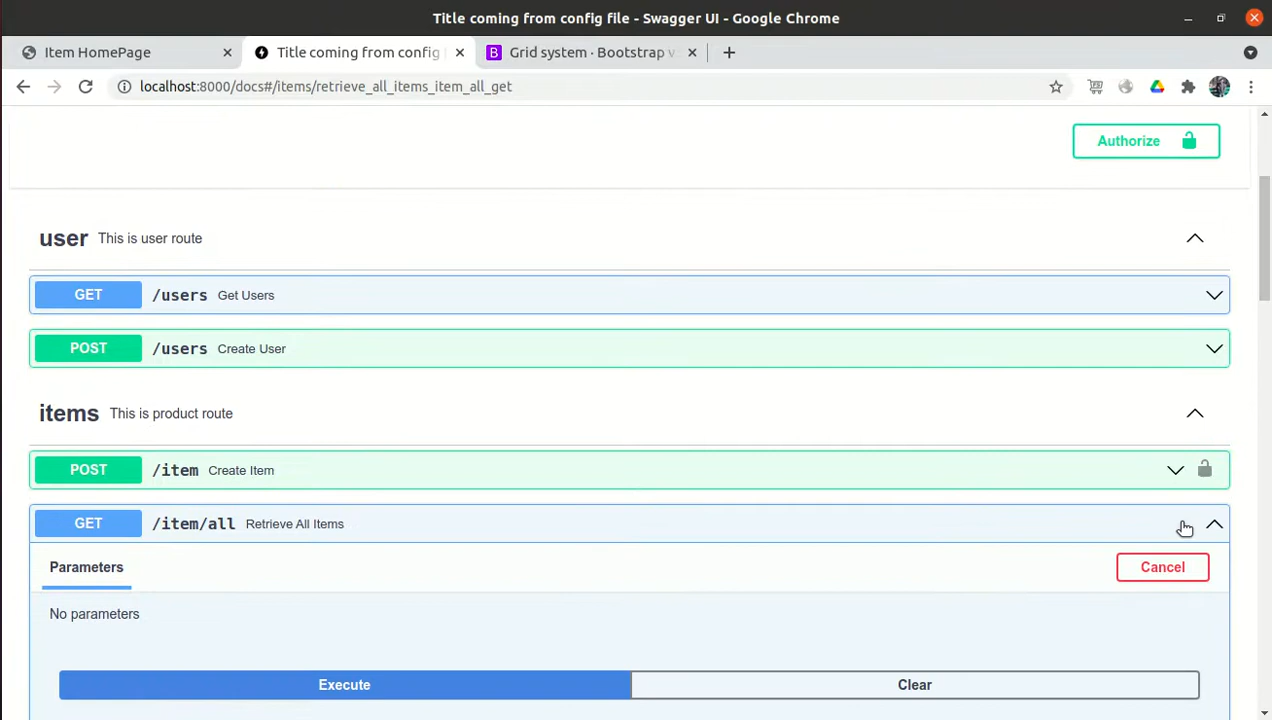 Title coming from config file - Swagger UI - Google Chrome
Item HomePage
Title coming from config
Grid system · Bootstrap v
localhost:8000/docs#/items/retrieve_all_items_item_all_get
Authorize
user This is user route
GET /users Get Users
POST /users Create User
items This is product route
POST /item Create Item
GET /item/all Retrieve All Items
Parameters
Cancel
No parameters
Execute
Clear